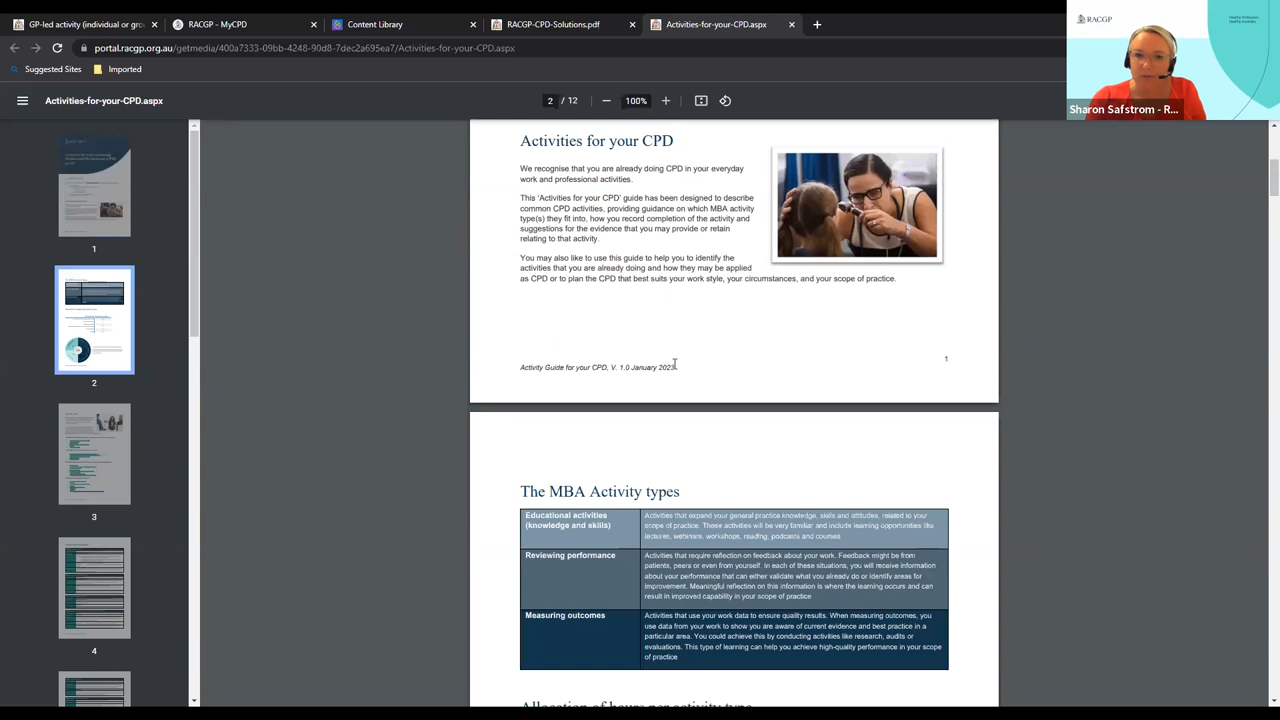 GP-led activity (individual or gro
RACGP - MyCPD
Content Library
RACGP-CPD-Solutions.pdf
Activities-for-your-CPD.aspx
portal.racgp.org.au/getmedia/400a7333-09bb-42c8-90d8-7dec2ac95ea7/Activities-for-your-CPD.aspx
Suggested Sites
Imported
Activities-for-your-CPD.aspx
2 / 12
100%
RACGP
Healthy Profession.
Healthy Australia.
Sharon Safstrom - R...
1
2
3
4
Activities for your CPD
We recognise that you are already doing CPD in your everyday
work and professional activities.
This 'Activities for your CPD' guide has been designed to describe
common CPD activities, providing guidance on which MBA activity
type(s) they fit into, how you record completion of the activity and
suggestions for the evidence that you may provide or retain
relating to that activity.
You may also like to use this guide to help you to identify the
activities that you are already doing and how they may be applied
as CPD or to plan the CPD that best suits your work style, your circumstances, and your scope of practice.
1
Activity Guide for your CPD, V. 1.0 January 2023
The MBA Activity types
Educational activities
(knowledge and skills)
Activities that expand your general practice knowledge, skills and attitudes, related to your
scope of practice. These activities will be very familiar and include learning opportunities like
lectures, webinars, workshops, reading, podcasts and courses
Reviewing performance
Activities that require reflection on feedback about your work. Feedback might be from
patients, peers or even from yourself. In each of these situations, you will receive information
about your performance that can either validate what you already do or identify areas for
improvement. Meaningful reflection on this information is where the learning occurs and can
result in improved capability in your scope of practice
Measuring outcomes
Activities that use your work data to ensure quality results. When measuring outcomes, you
use data from your work to show you are aware of current evidence and best practice in a
particular area. You could achieve this by conducting activities like research, audits or
evaluations. This type of learning can help you achieve high-quality performance in your scope
of practice
Allocation of hours per activity type